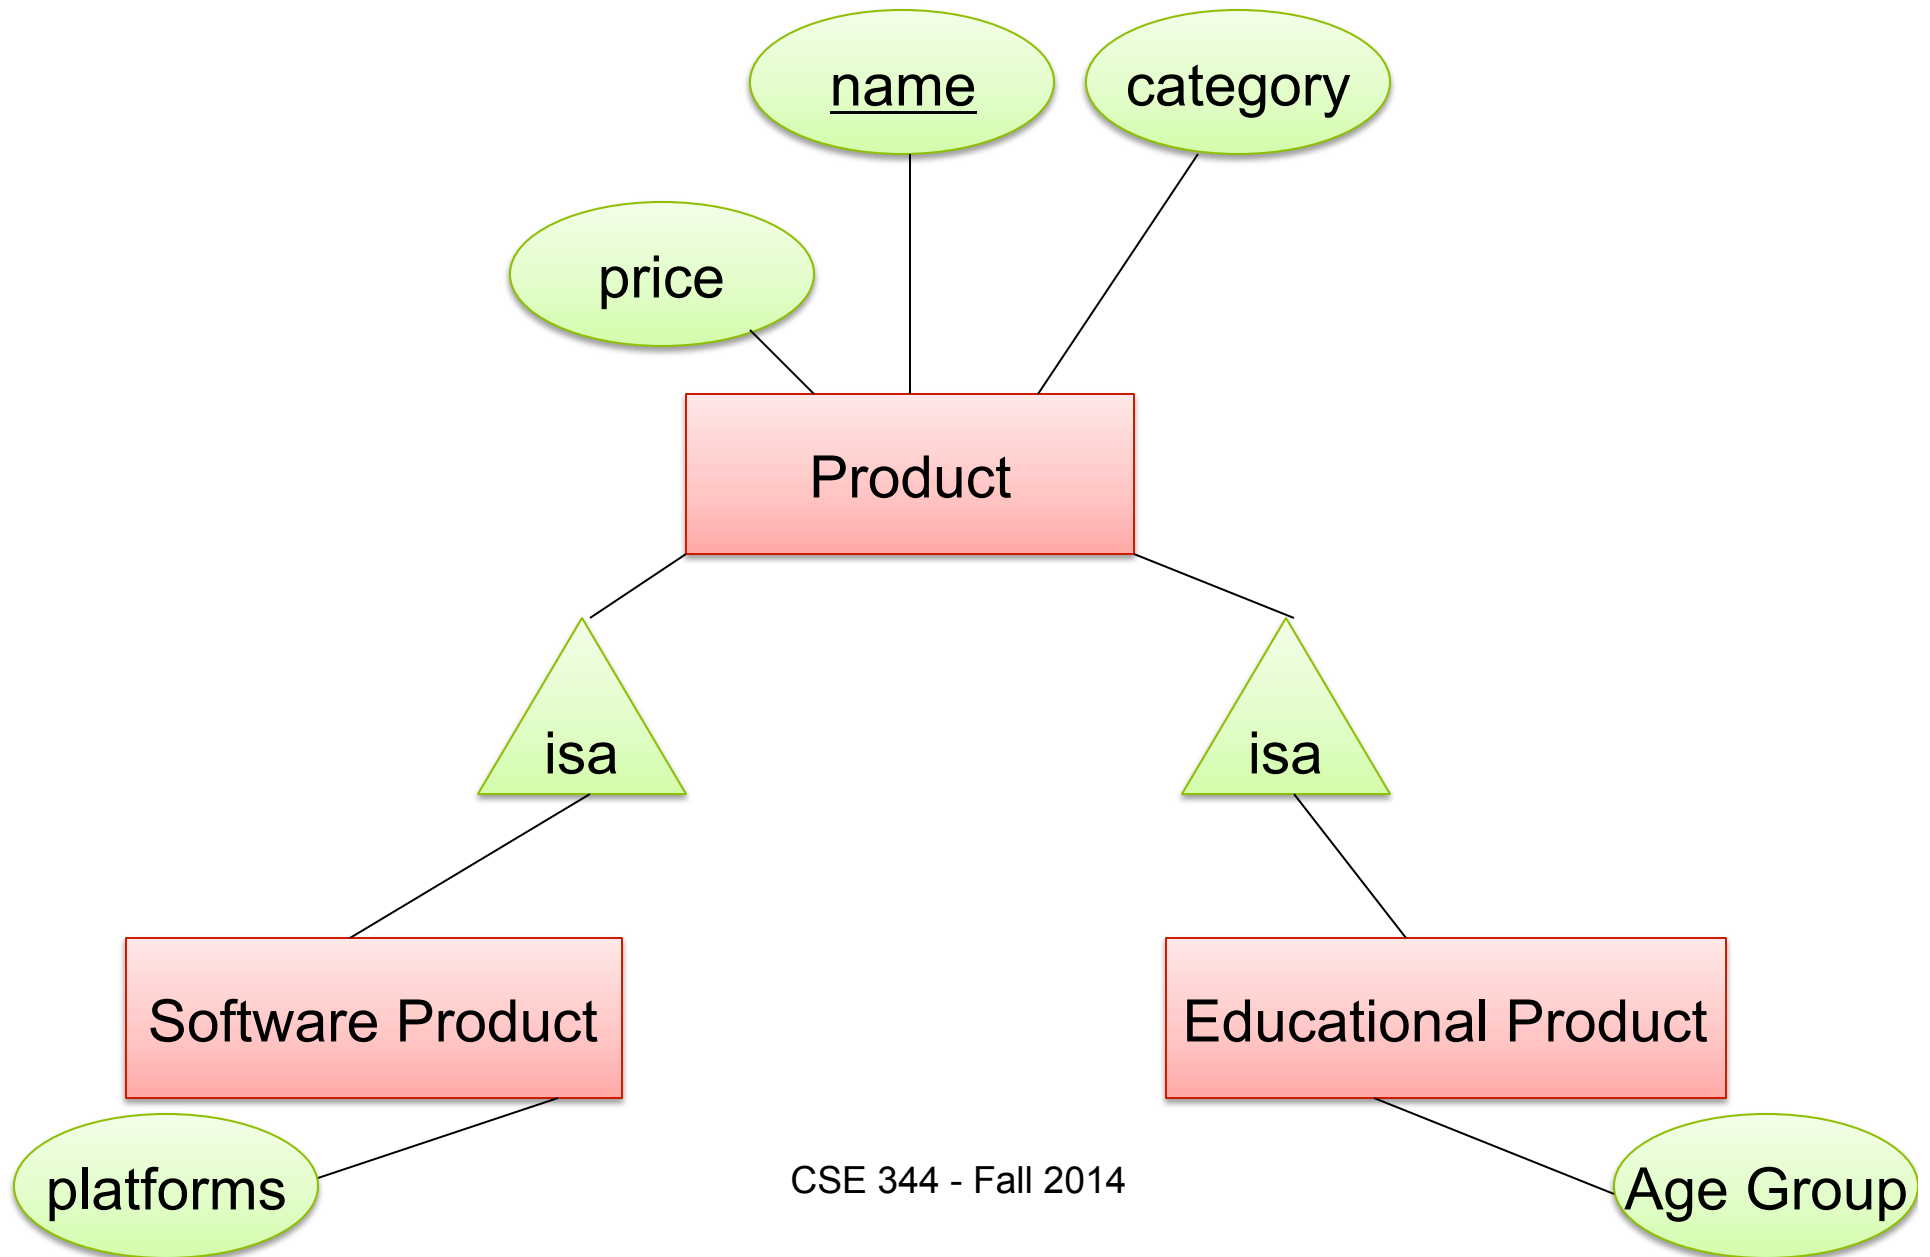 name
category
price
Product
isa
isa
Software Product
Educational Product
platforms
CSE 344 - Fall 2014
Age Group